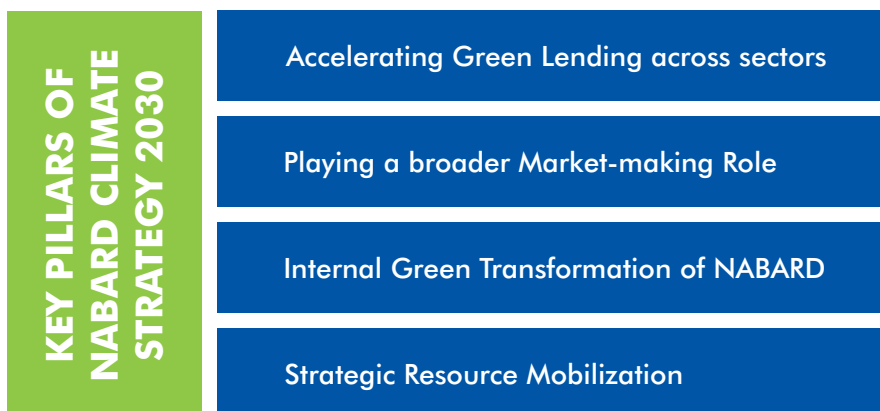 KEY PILLARS OF
NABARD CLIMATE
STRATEGY 2030
Accelerating Green Lending across sectors
Playing a broader Market-making Role
Internal Green Transformation of NABARD
Strategic Resource Mobilization